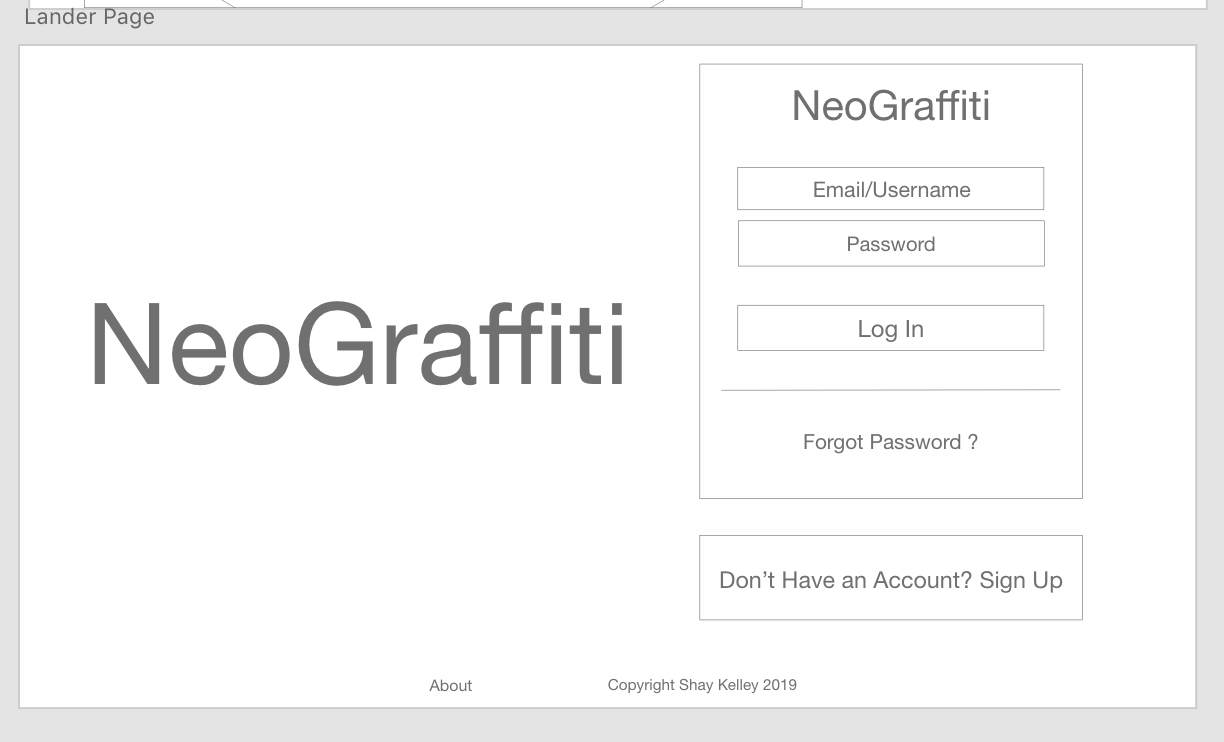 Lander Page
NeoGraffiti
NeoGraffiti
Email/Username
Password
Log In
Forgot Password ?
Don’t Have an Account? Sign Up
About
Copyright Shay Kelley 2019